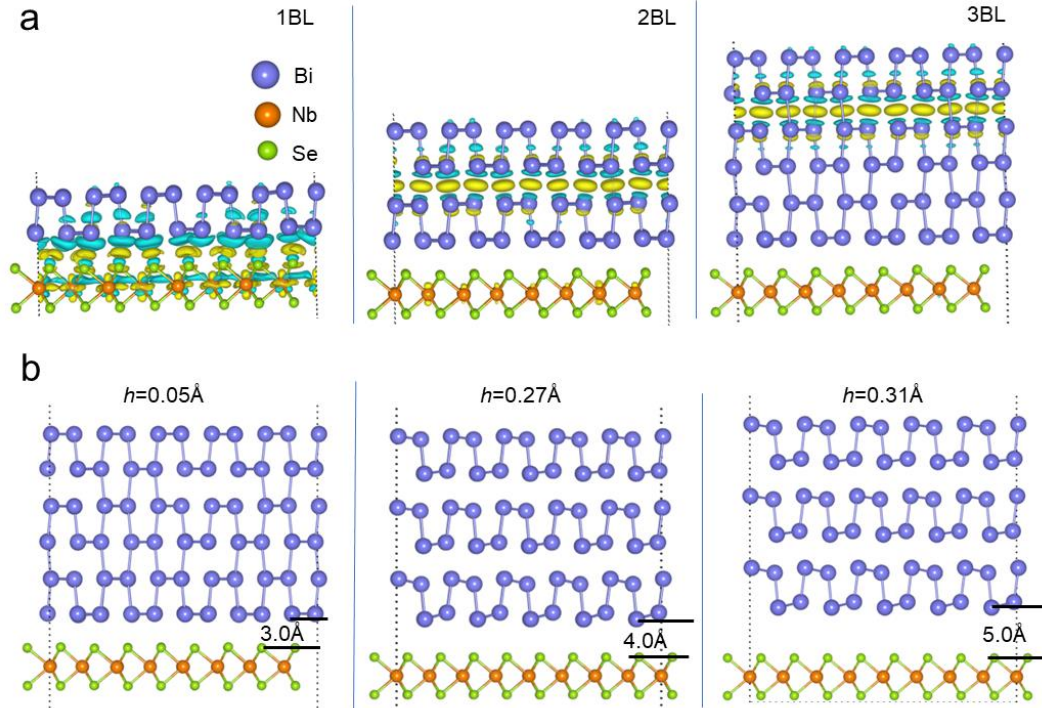 a
1BL
2BL
3BL
Bi
Nb
Se
b
h=0.05Å
h=0.27Å
h=0.31Å
3.0Å
4.0Å
5.0Å